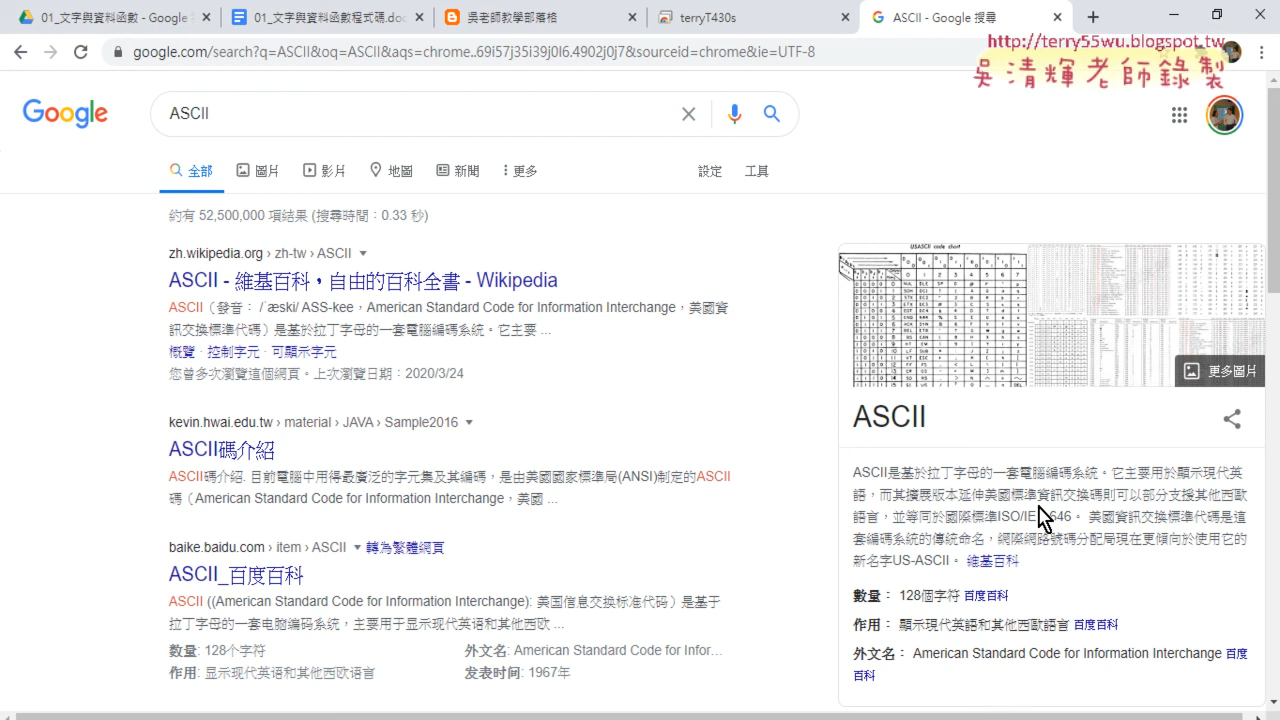 01_文字與資料函數 - Google
01_文字與資料函數程式碼.doc
吳老師教學部落格
terryT430s
ASCII - Google 搜尋
google.com/search?q=ASCII&oq=ASCII&aqs=chrome.69i57j35i39j0l6.4902j0j7&sourceid=chrome&ie=UTF-8
http://terry55wu.blogspot.tw
吳清輝老師錄製
Google
ASCII
全部
圖片
影片
地圖
新聞
更多
設定
工具
約有 52,500,000 項結果 (搜尋時間：0.33 秒)
zh.wikipedia.org › zh-tw › ASCII
ASCII - 維基百科，自由的百科全書 - Wikipedia
ASCII（發音： / æski/ ASS-kee，American Standard Code for Information Interchange，美國資
訊交換標準代碼）是基於拉丁字母的一套電腦編碼系統。它主要 ...
概覽 · 控制字元 · 可顯示字元
您曾多次瀏覽這個網頁。上次瀏覽日期：2020/3/24
kevin.hwai.edu.tw › material › JAVA › Sample2016
ASCII碼介紹
ASCII碼介紹. 目前電腦中用得最廣泛的字元集及其編碼，是由美國國家標準局(ANSI)制定的ASCII
碼（American Standard Code for Information Interchange，美國 ...
baike.baidu.com › item › ASCII
轉為繁體網頁
ASCII_百度百科
ASCII ((American Standard Code for Information Interchange): 美国信息交换标准代码）是基于
拉丁字母的一套电脑编码系统，主要用于显示现代英语和其他西欧 ...
数量: 128个字符
外文名: American Standard Code for Infor...
作用: 显示现代英语和其他西欧语言
发表时间: 1967年
USASCII code chart
更多圖片
ASCII
ASCII是基於拉丁字母的一套電腦編碼系統。它主要用於顯示現代英
語，而其擴展版本延伸美國標準資訊交換碼則可以部分支援其他西歐
語言，並等同於國際標準ISO/IE 646。 美國資訊交換標準代碼是這
套編碼系統的傳統命名，網際網路號碼分配局現在更傾向於使用它的
新名字US-ASCII。 維基百科
數量： 128個字符 百度百科
作用： 顯示現代英語和其他西歐語言 百度百科
外文名： American Standard Code for Information Interchange 百度
百科